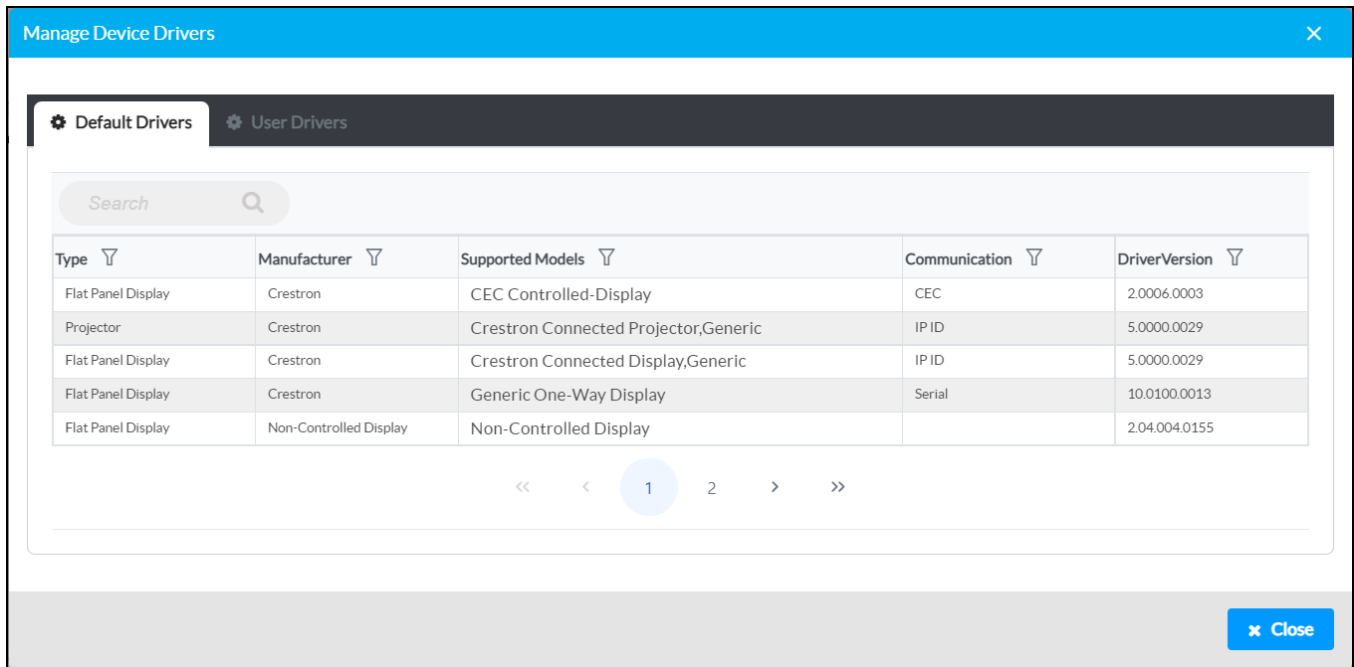 Manage Device Drivers
Default Drivers User Drivers
Search
Type Manufacturer Supported Models Communication DriverVersion
Flat Panel Display Crestron CEC Controlled-Display CEC 2.0006.0003
Projector Crestron Crestron Connected Projector,Generic IP ID 5.0000.0029
Flat Panel Display Crestron Crestron Connected Display,Generic IP ID 5.0000.0029
Flat Panel Display Crestron Generic One-Way Display Serial 10.0100.0013
Flat Panel Display Non-Controlled Display Non-Controlled Display 2.04.004.0155
1 2
Close